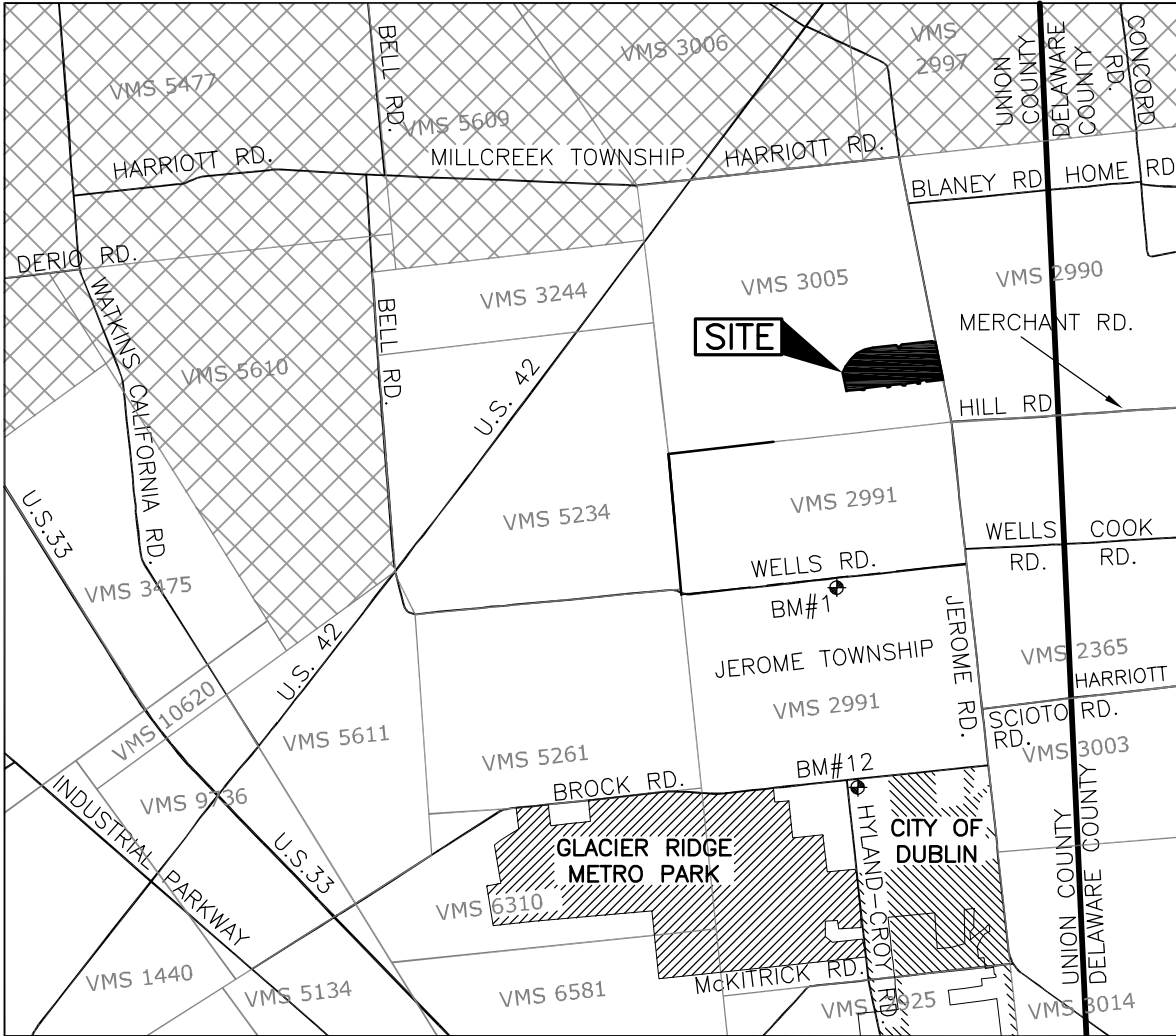 VMS 5477
BELL RD.
VMS 3006
VMS
2997
UNION
COUNTY
DELAWARE
COUNTY
CONCORD
RD.
VMS 5609
HARRIOTT RD.
MILLCREEK TOWNSHIP
HARRIOTT RD.
BLANEY RD
HOME RD
DERIO RD.
WATKINS CALIFORNIA RD.
VMS 3244
VMS 3005
VMS 2990
MERCHANT RD.
BELL RD.
SITE
VMS 5610
U.S. 42
HILL RD
U.S.33
VMS 5234
VMS 2991
WELLS
RD.
COOK
RD.
WELLS RD.
BM#1
VMS 3475
JEROME RD.
JEROME TOWNSHIP
VMS 2365
HARRIOTT
RD.
U.S. 42
VMS 10620
VMS 5611
VMS 2991
SCIOTO
RD.
VMS 3003
VMS 5261
BM#12
BROCK RD.
INDUSTRIAL PARKWAY
VMS 9736
U.S.33
GLACIER RIDGE
METRO PARK
HYLAND-CROY RD.
CITY OF
DUBLIN
UNION COUNTY
DELAWARE COUNTY
VMS 6310
VMS 1440
VMS 5134
VMS 6581
McKITRICK RD.
VMS 2925
VMS 3014